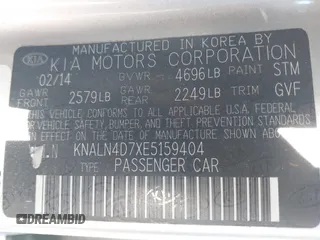 MANUFACTURED IN KOREA BY
KIA KIA MOTORS CORPORATION
02/14 GVWR 4696LB PAINT STM
GAWR FRONT 2579LB GAWR REAR 2249LB TRIM GVF
THIS VEHICLE CONFORMS TO ALL APPLICABLE
FEDERAL MOTOR VEHICLE SAFETY, BUMPER, AND
THEFT PREVENTION STANDARDS IN EFFECT ON
THE DATE OF MANUFACTURE SHOWN ABOVE.
KNALN4D7XE5159404
TYPE: PASSENGER CAR
DREAMBID